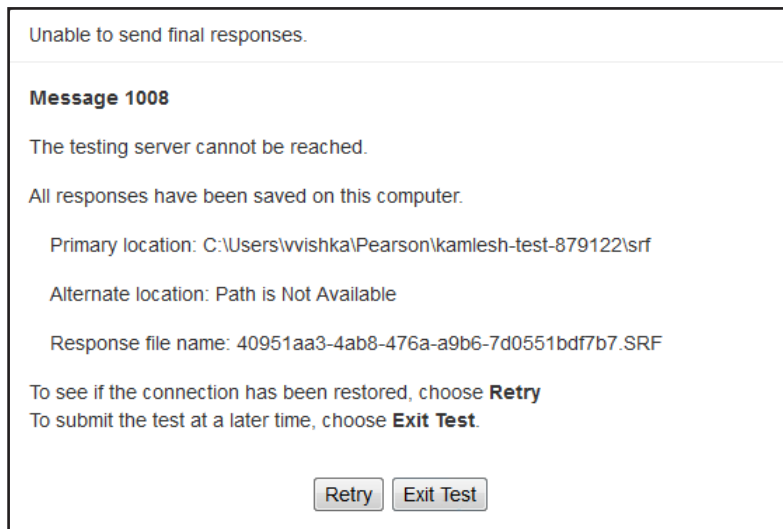 Unable to send final responses.
Message 1008
The testing server cannot be reached.
All responses have been saved on this computer.
Primary location: C:\Users\vvishka\Pearson\kamlesh-test-879122\srf
Alternate location: Path is Not Available
Response file name: 40951aa3-4ab8-476a-a9b6-7d0551bdf7b7.SRF
To see if the connection has been restored, choose Retry
To submit the test at a later time, choose Exit Test.
Retry Exit Test